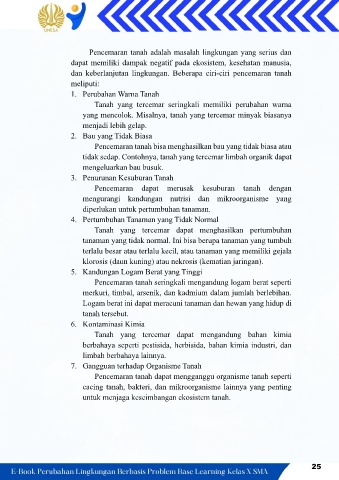 UNESA
Pencemaran tanah adalah masalah lingkungan yang serius dan
dapat memiliki dampak negatif pada ekosistem, kesehatan manusia,
dan keberlanjutan lingkungan. Beberapa ciri-ciri pencemaran tanah
meliputi:
1. Perubahan Warna Tanah
Tanah yang tercemar seringkali memiliki perubahan warna
yang mencolok. Misalnya, tanah yang tercemar minyak biasanya
menjadi lebih gelap.
2. Bau yang Tidak Biasa
Pencemaran tanah bisa menghasilkan bau yang tidak biasa atau
tidak sedap. Contohnya, tanah yang tercemar limbah organik dapat
mengeluarkan bau busuk.
3. Penurunan Kesuburan Tanah
Pencemaran dapat merusak kesuburan tanah dengan
mengurangi kandungan nutrisi dan mikroorganisme yang
diperlukan untuk pertumbuhan tanaman.
4. Pertumbuhan Tanaman yang Tidak Normal
Tanah yang tercemar dapat menghasilkan pertumbuhan
tanaman yang tidak normal. Ini bisa berupa tanaman yang tumbuh
terlalu besar atau terlalu kecil, atau tanaman yang memiliki gejala
klorosis (daun kuning) atau nekrosis (kematian jaringan).
5. Kandungan Logam Berat yang Tinggi
Pencemaran tanah seringkali mengandung logam berat seperti
merkuri, timbal, arsenik, dan kadmium dalam jumlah berlebihan.
Logam berat ini dapat meracuni tanaman dan hewan yang hidup di
tanah tersebut.
6. Kontaminasi Kimia
Tanah yang tercemar dapat mengandung bahan kimia
berbahaya seperti pestisida, herbisida, bahan kimia industri, dan
limbah berbahaya lainnya.
7. Gangguan terhadap Organisme Tanah
Pencemaran tanah dapat mengganggu organisme tanah seperti
cacing tanah, bakteri, dan mikroorganisme lainnya yang penting
untuk menjaga keseimbangan ekosistem tanah.
E-Book Perubahan Lingkungan Berbasis Problem Base Learning Kelas X SMA
25